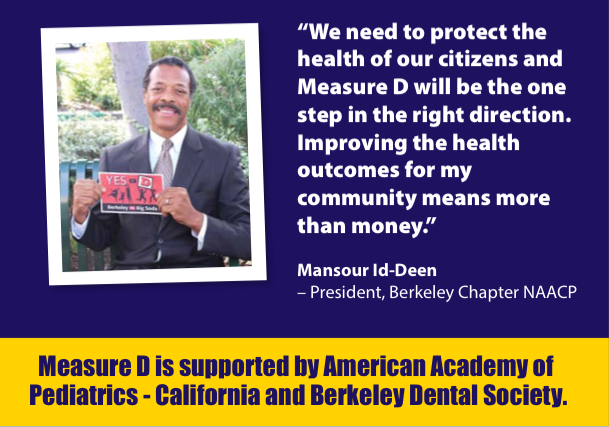 “We need to protect the
health of our citizens and
Measure D will be the one
step in the right direction.
Improving the health
outcomes for my
community means more
than money.”
YES on D
Berkeley vs Big Soda
Mansour Id-Deen
– President, Berkeley Chapter NAACP
Measure D is supported by American Academy of
Pediatrics - California and Berkeley Dental Society.